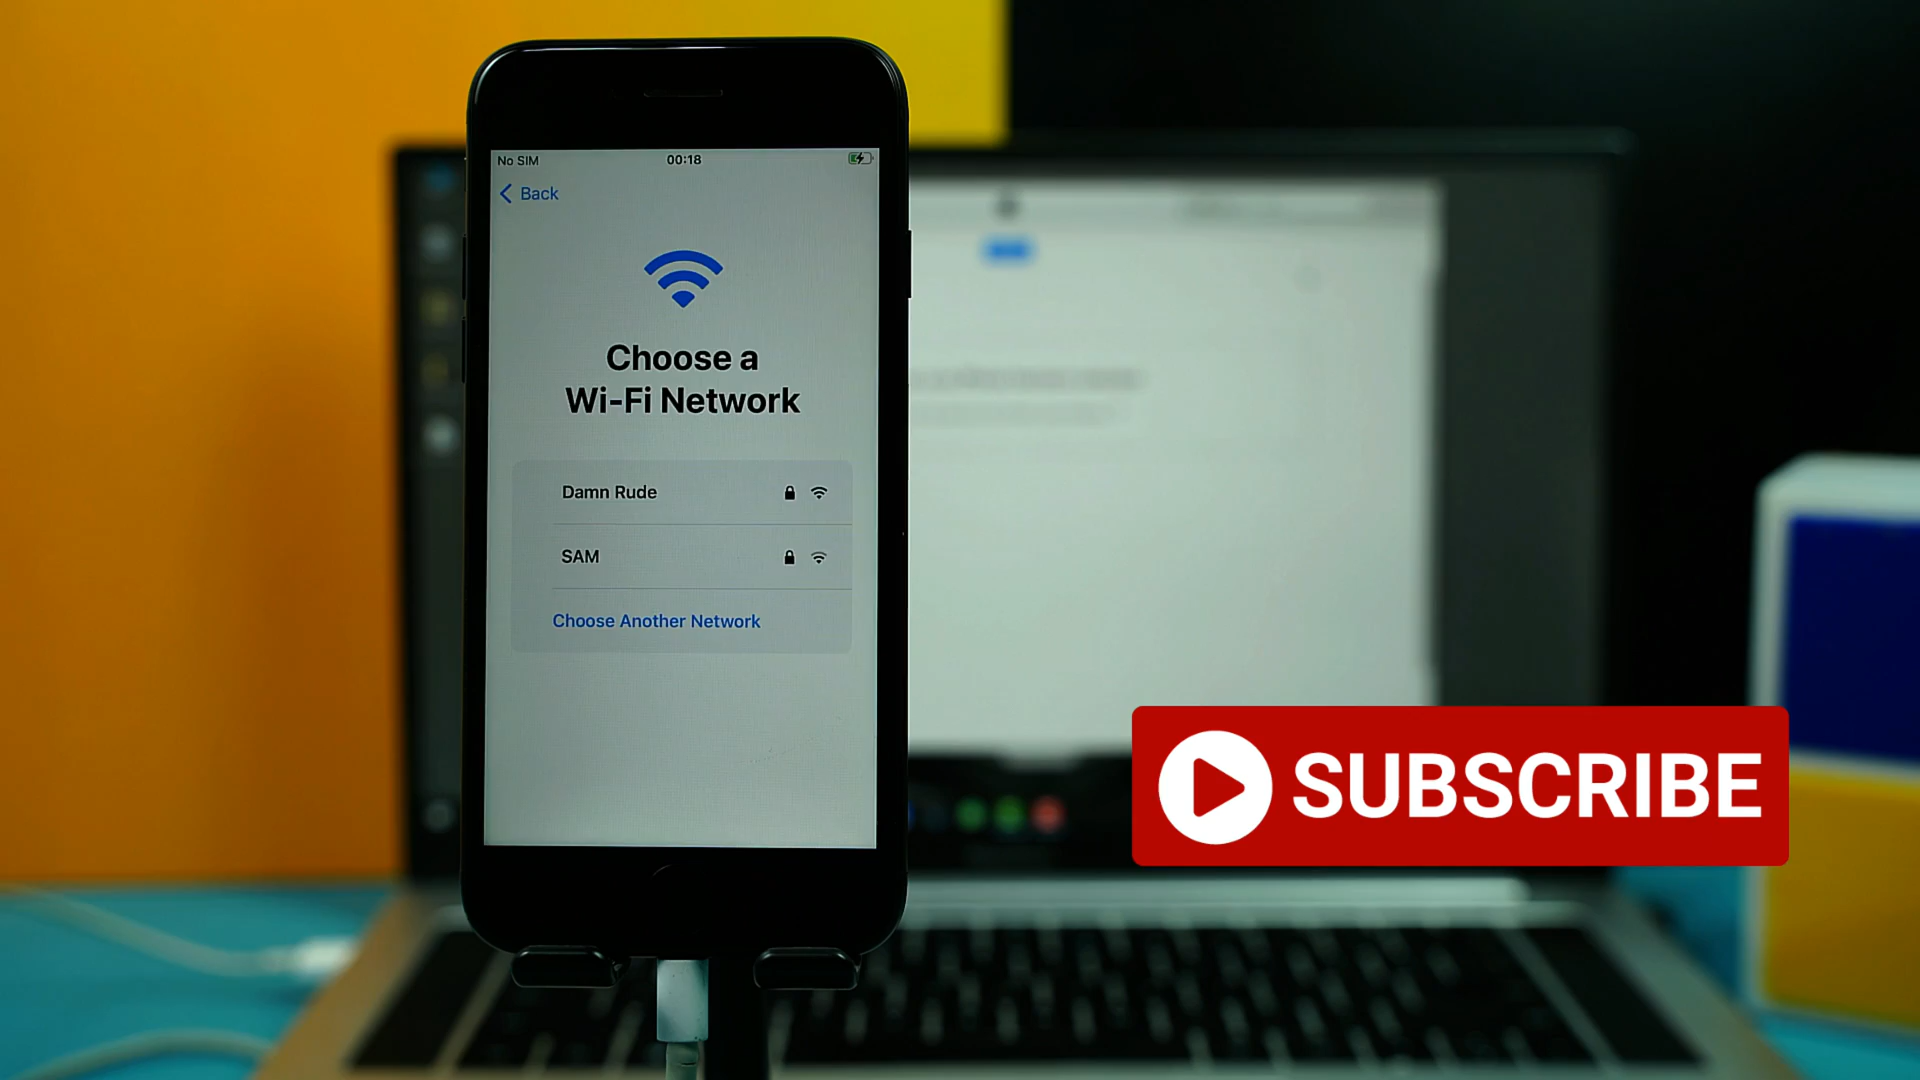 No SIM 00:18
Back
Choose a
Wi-Fi Network
Damn Rude
SAM
Choose Another Network
SUBSCRIBE